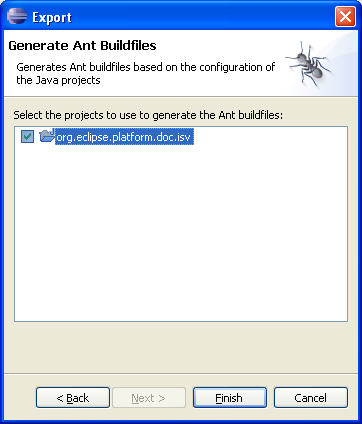 Export
Generate Ant Buildfiles
Generates Ant buildfiles based on the configuration of
the Java projects
Select the projects to use to generate the Ant buildfiles:
org.eclipse.platform.doc.isv
< Back Next > Finish Cancel